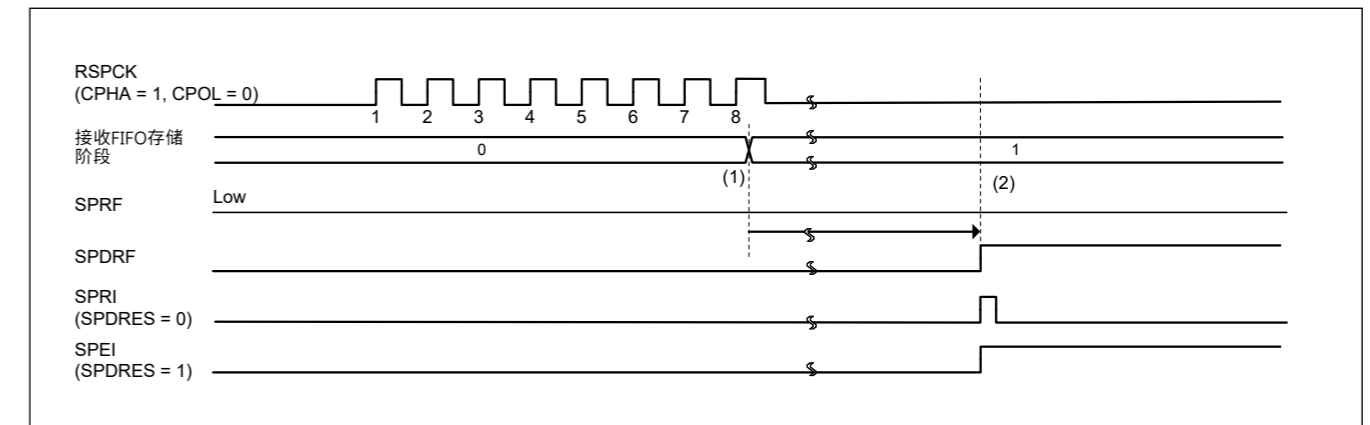 RSPCK
(CPHA = 1, CPOL = 0)
1 2 3 4 5 6 7 8
接收FIFO存储
阶段
0
1
(1)
(2)
SPRF
Low
SPDRF
SPRI
(SPDRES = 0)
SPEI
(SPDRES = 1)